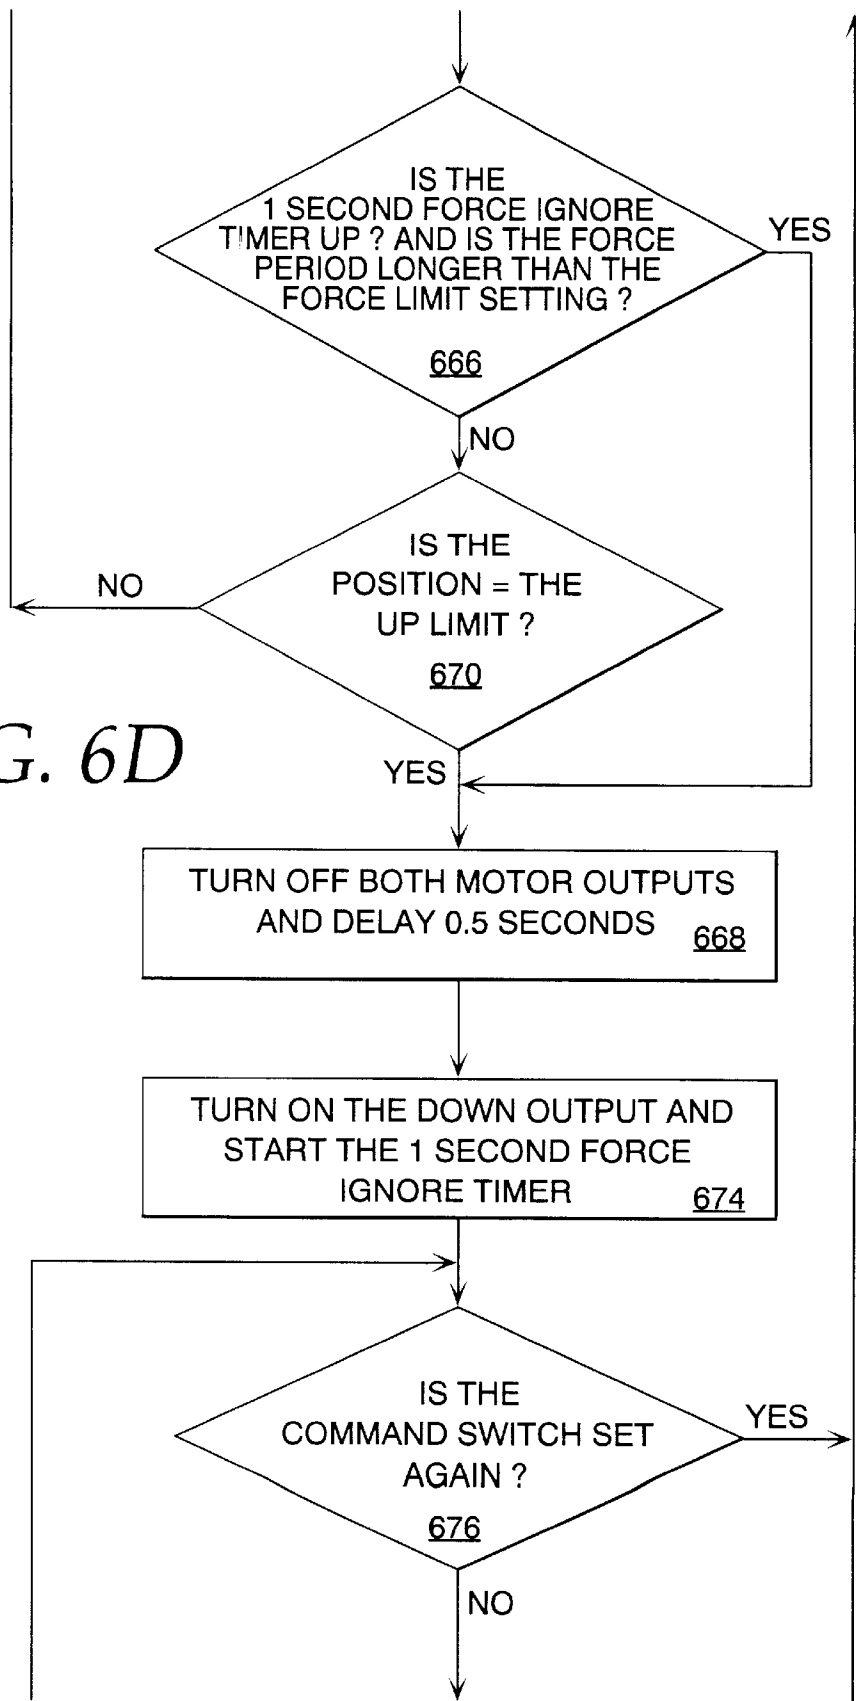 IS THE
1 SECOND FORCE IGNORE
TIMER UP ? AND IS THE FORCE
PERIOD LONGER THAN THE
FORCE LIMIT SETTING ?
666
YES
NO
IS THE
POSITION = THE
UP LIMIT ?
670
NO
YES
G. 6D
TURN OFF BOTH MOTOR OUTPUTS
AND DELAY 0.5 SECONDS
668
TURN ON THE DOWN OUTPUT AND
START THE 1 SECOND FORCE
IGNORE TIMER
674
IS THE
COMMAND SWITCH SET
AGAIN ?
676
YES
NO